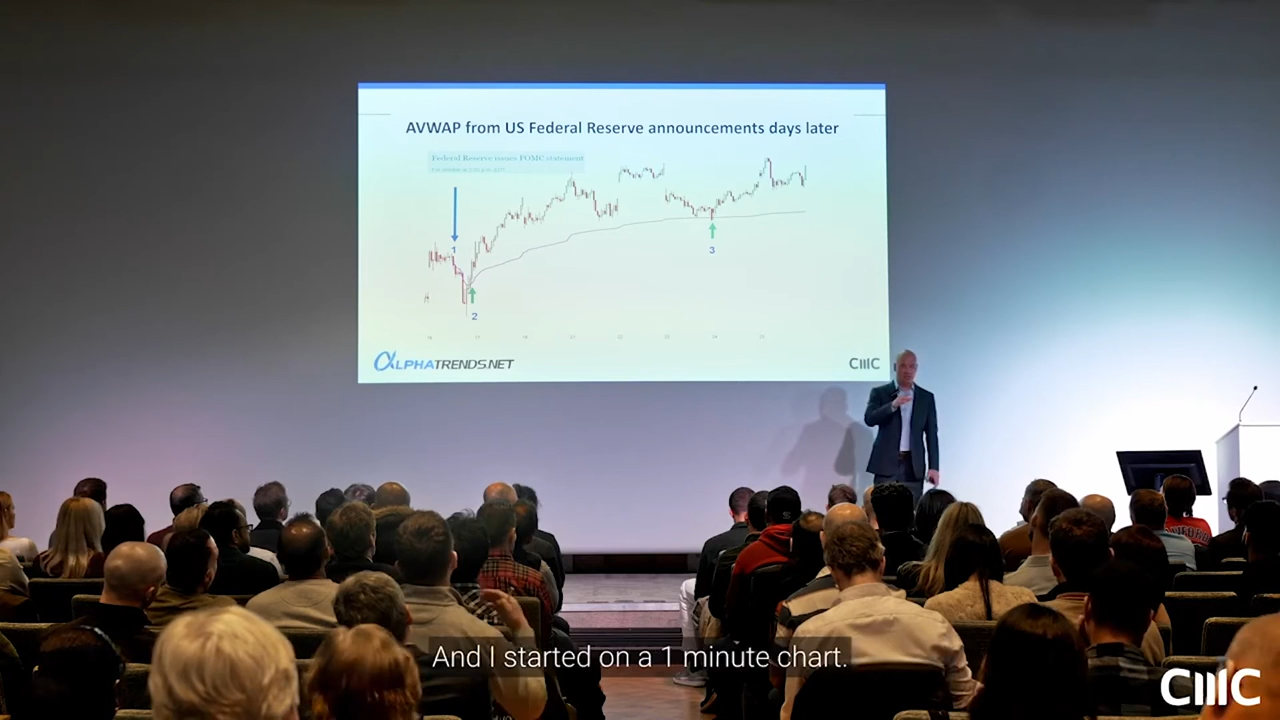 AVWAP from US Federal Reserve announcements days later
Federal Reserve issues FOMC statement
1
3
2
ALPHATRENDS.NET
CMC
And I started on a 1 minute chart.
CMC